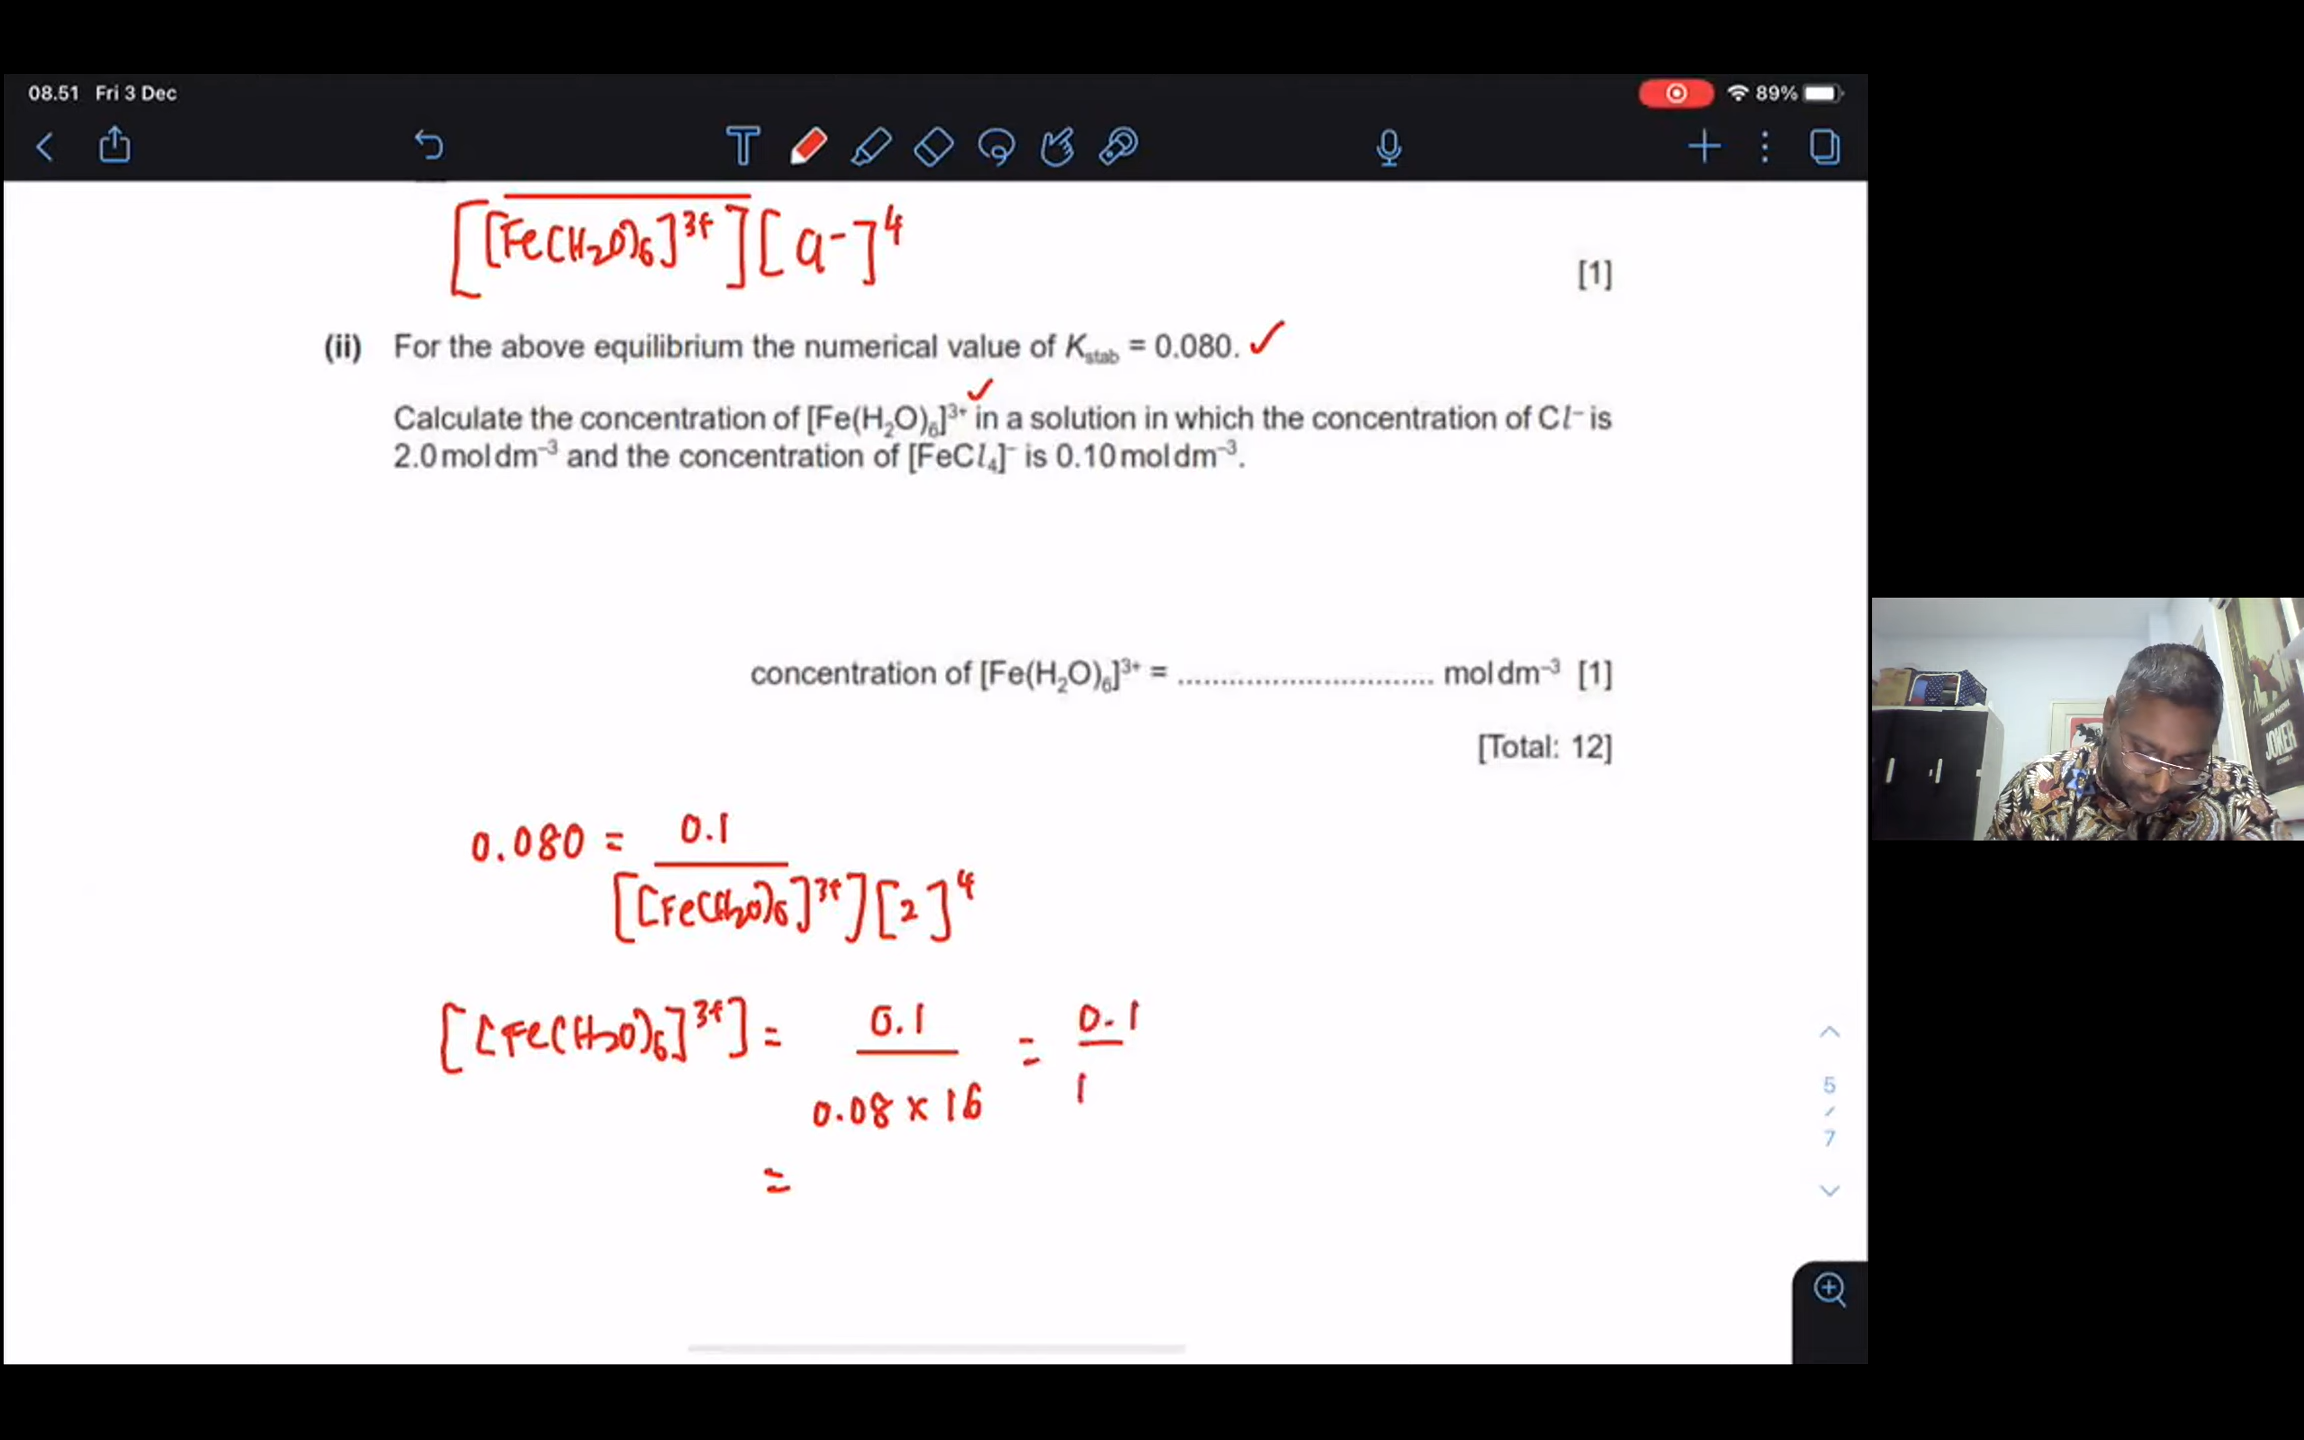 08.51 Fri 3 Dec
89%
[[Fe(H₂O)₆]³⁺][Cl⁻]⁴
[1]
(ii) For the above equilibrium the numerical value of Kstab = 0.080. ✓
Calculate the concentration of [Fe(H₂O)₆]³⁺ in a solution in which the concentration of Cl⁻ is
2.0 mol dm⁻³ and the concentration of [FeCl₄]⁻ is 0.10 mol dm⁻³.
concentration of [Fe(H₂O)₆]³⁺ = .............................. mol dm⁻³ [1]
[Total: 12]
0.080 = 0.1
[[Fe(H₂O)₆]³⁺][2]⁴
[[Fe(H₂O)₆]³⁺] = 0.1 = 0.1
0.08 × 16 1
=
5
/
7
JOKER